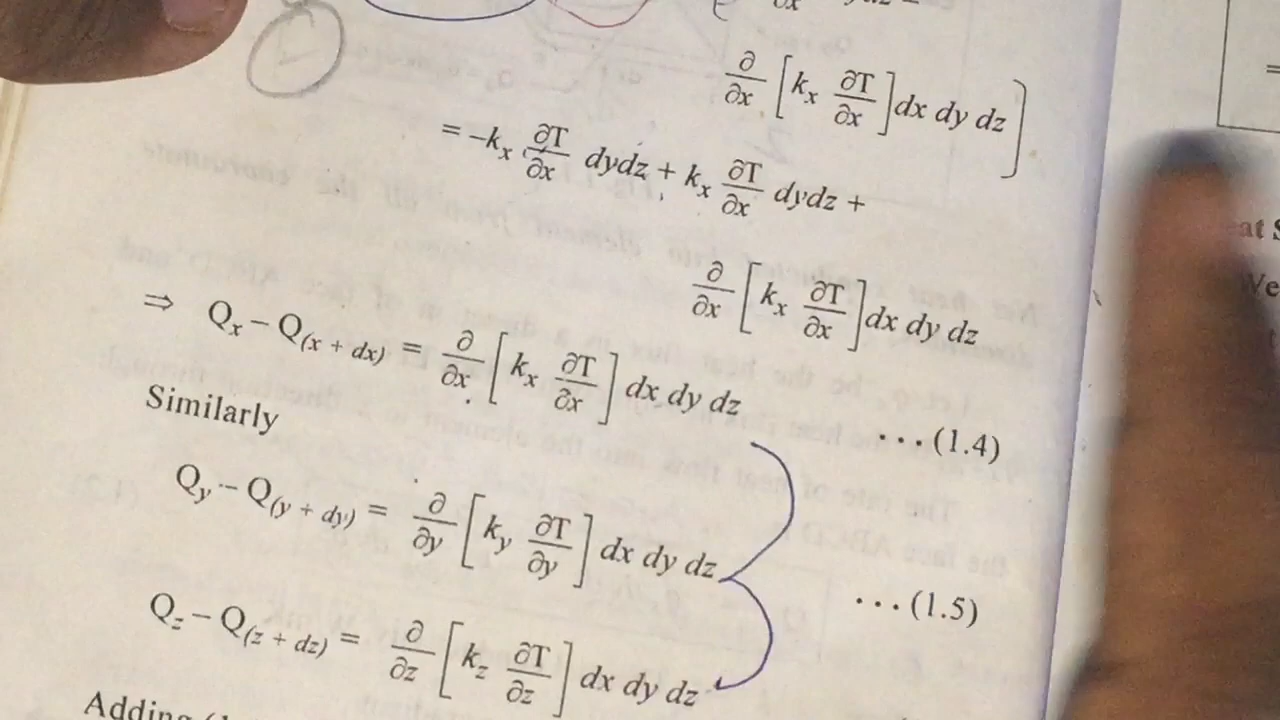 ∂/∂x [k_x ∂T/∂x] dx dy dz]
= -k_x ∂T/∂x dydz + k_x ∂T/∂x dydz +
∂/∂x [k_x ∂T/∂x] dx dy dz
⇒ Q_x − Q_(x + dx) = ∂/∂x [k_x ∂T/∂x] dx dy dz
... (1.4)
Similarly
Q_y − Q_(y + dy) = ∂/∂y [k_y ∂T/∂y] dx dy dz
... (1.5)
Q_z − Q_(z + dz) = ∂/∂z [k_z ∂T/∂z] dx dy dz
Adding
We